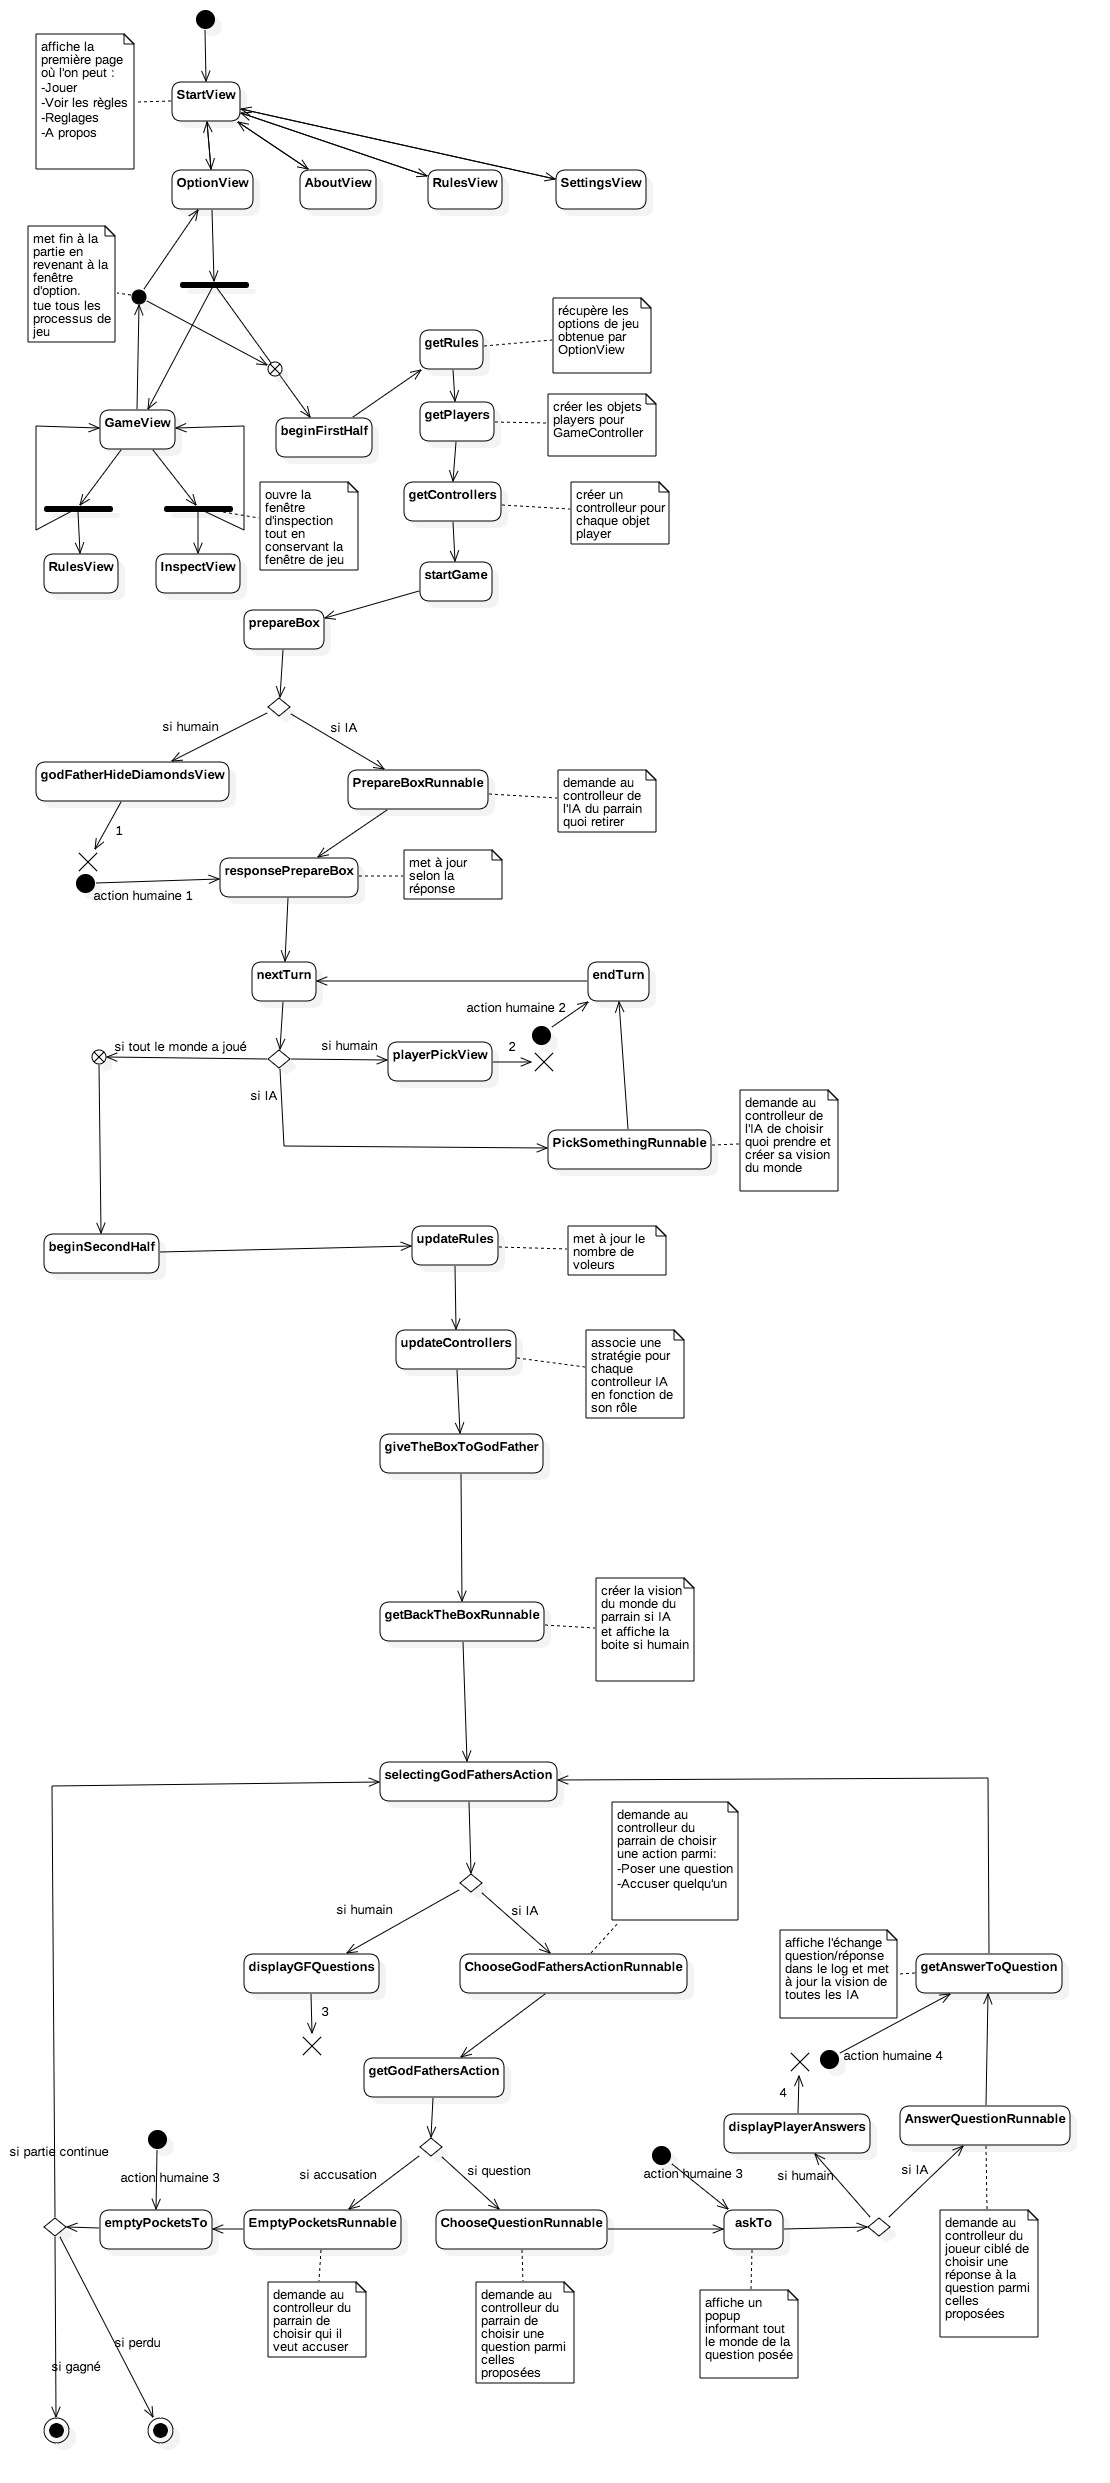 affiche la
première page
où l'on peut :
-Jouer
-Voir les règles
-Reglages
-A propos
StartView
OptionView
AboutView
RulesView
SettingsView
met fin à la
partie en
revenant à la
fenêtre
d'option.
tue tous les
processus de
jeu
getRules
récupère les
options de jeu
obtenue par
OptionView
GameView
beginFirstHalf
getPlayers
créer les objets
players pour
GameController
getControllers
créer un
controlleur pour
chaque objet
player
ouvre la
fenêtre
d'inspection
tout en
conservant la
fenêtre de jeu
RulesView
InspectView
startGame
prepareBox
si humain
si IA
godFatherHideDiamondsView
PrepareBoxRunnable
demande au
controlleur de
l'IA du parrain
quoi retirer
1
responsePrepareBox
met à jour
selon la
réponse
action humaine 1
nextTurn
endTurn
action humaine 2
si tout le monde a joué
si humain
playerPickView
2
si IA
PickSomethingRunnable
demande au
controlleur de
l'IA de choisir
quoi prendre et
créer sa vision
du monde
beginSecondHalf
updateRules
met à jour le
nombre de
voleurs
updateControllers
associe une
stratégie pour
chaque
controlleur IA
en fonction de
son rôle
giveTheBoxToGodFather
getBackTheBoxRunnable
créer la vision
du monde du
parrain si IA
et affiche la
boite si humain
selectingGodFathersAction
demande au
controlleur du
parrain de choisir
une action parmi:
-Poser une question
-Accuser quelqu'un
si humain
si IA
displayGFQuestions
ChooseGodFathersActionRunnable
affiche l'échange
question/réponse
dans le log et met
à jour la vision de
toutes les IA
getAnswerToQuestion
3
getGodFathersAction
action humaine 4
4
displayPlayerAnswers
AnswerQuestionRunnable
si partie continue
action humaine 3
si accusation
si question
action humaine 3
si humain
si IA
emptyPocketsTo
EmptyPocketsRunnable
ChooseQuestionRunnable
askTo
demande au
controlleur du
joueur ciblé de
choisir une
réponse à la
question parmi
celles
proposées
demande au
controlleur du
parrain de
choisir qui il
veut accuser
demande au
controlleur du
parrain de
choisir une
question parmi
celles
proposées
affiche un
popup
informant tout
le monde de la
question posée
si perdu
si gagné